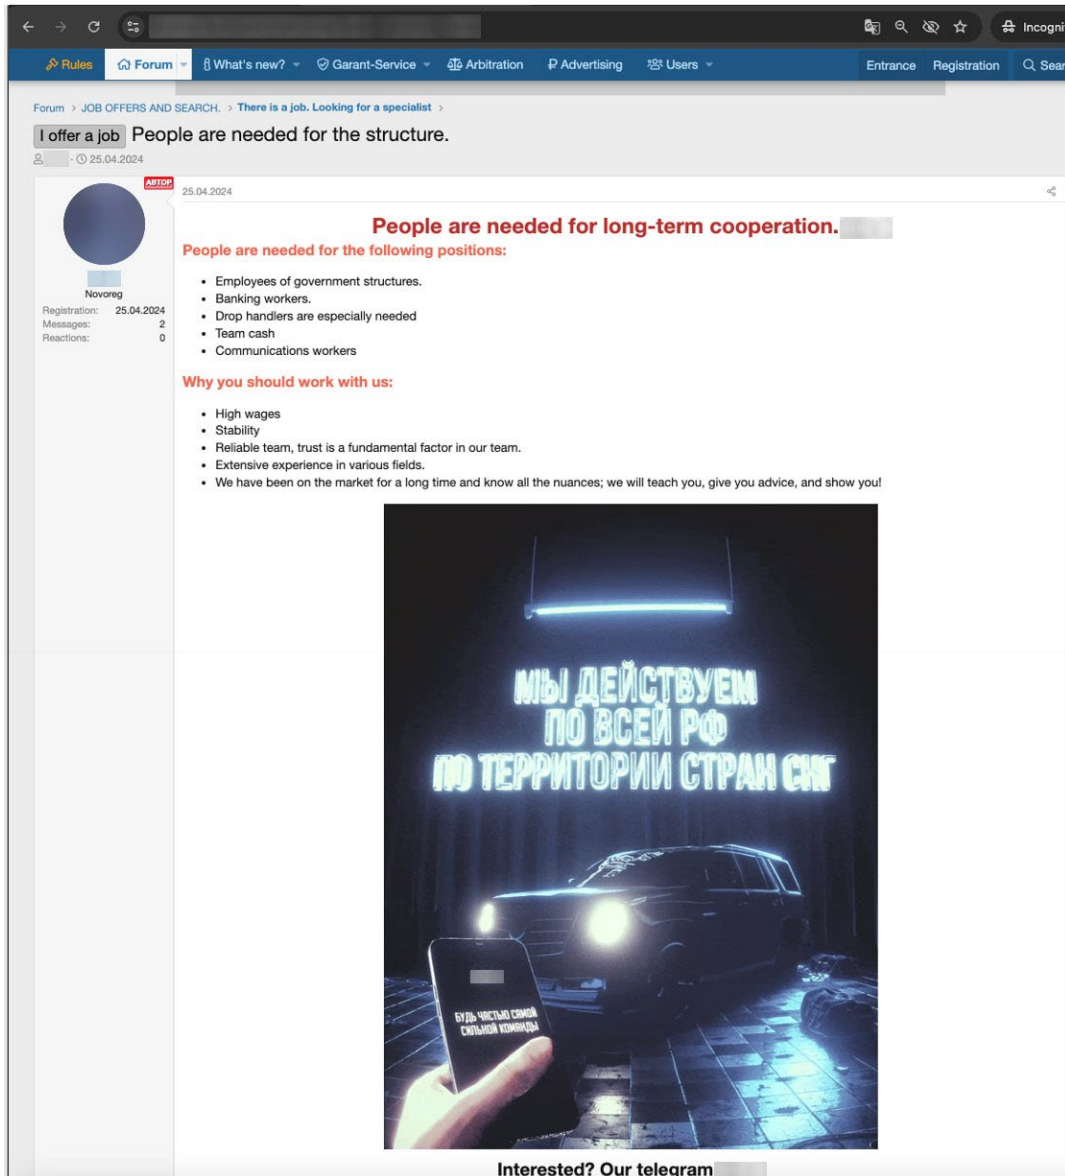 Incogni
Rules Forum What's new? Garant-Service Arbitration Advertising Users Entrance Registration Sear
Forum > JOB OFFERS AND SEARCH. > There is a job. Looking for a specialist >
I offer a job People are needed for the structure.
· 25.04.2024
АВТОР
25.04.2024
People are needed for long-term cooperation.
People are needed for the following positions:
Novoreg
Registration: 25.04.2024
Messages: 2
Reactions: 0
• Employees of government structures.
• Banking workers.
• Drop handlers are especially needed
• Team cash
• Communications workers
Why you should work with us:
• High wages
• Stability
• Reliable team, trust is a fundamental factor in our team.
• Extensive experience in various fields.
• We have been on the market for a long time and know all the nuances; we will teach you, give you advice, and show you!
МЫ ДЕЙСТВУЕМ
ПО ВСЕЙ РФ
ПО ТЕРРИТОРИИ СТРАН СНГ
БУДЬ ЧАСТЬЮ САМОЙ
СИЛЬНОЙ КОМАНДЫ
Interested? Our telegram